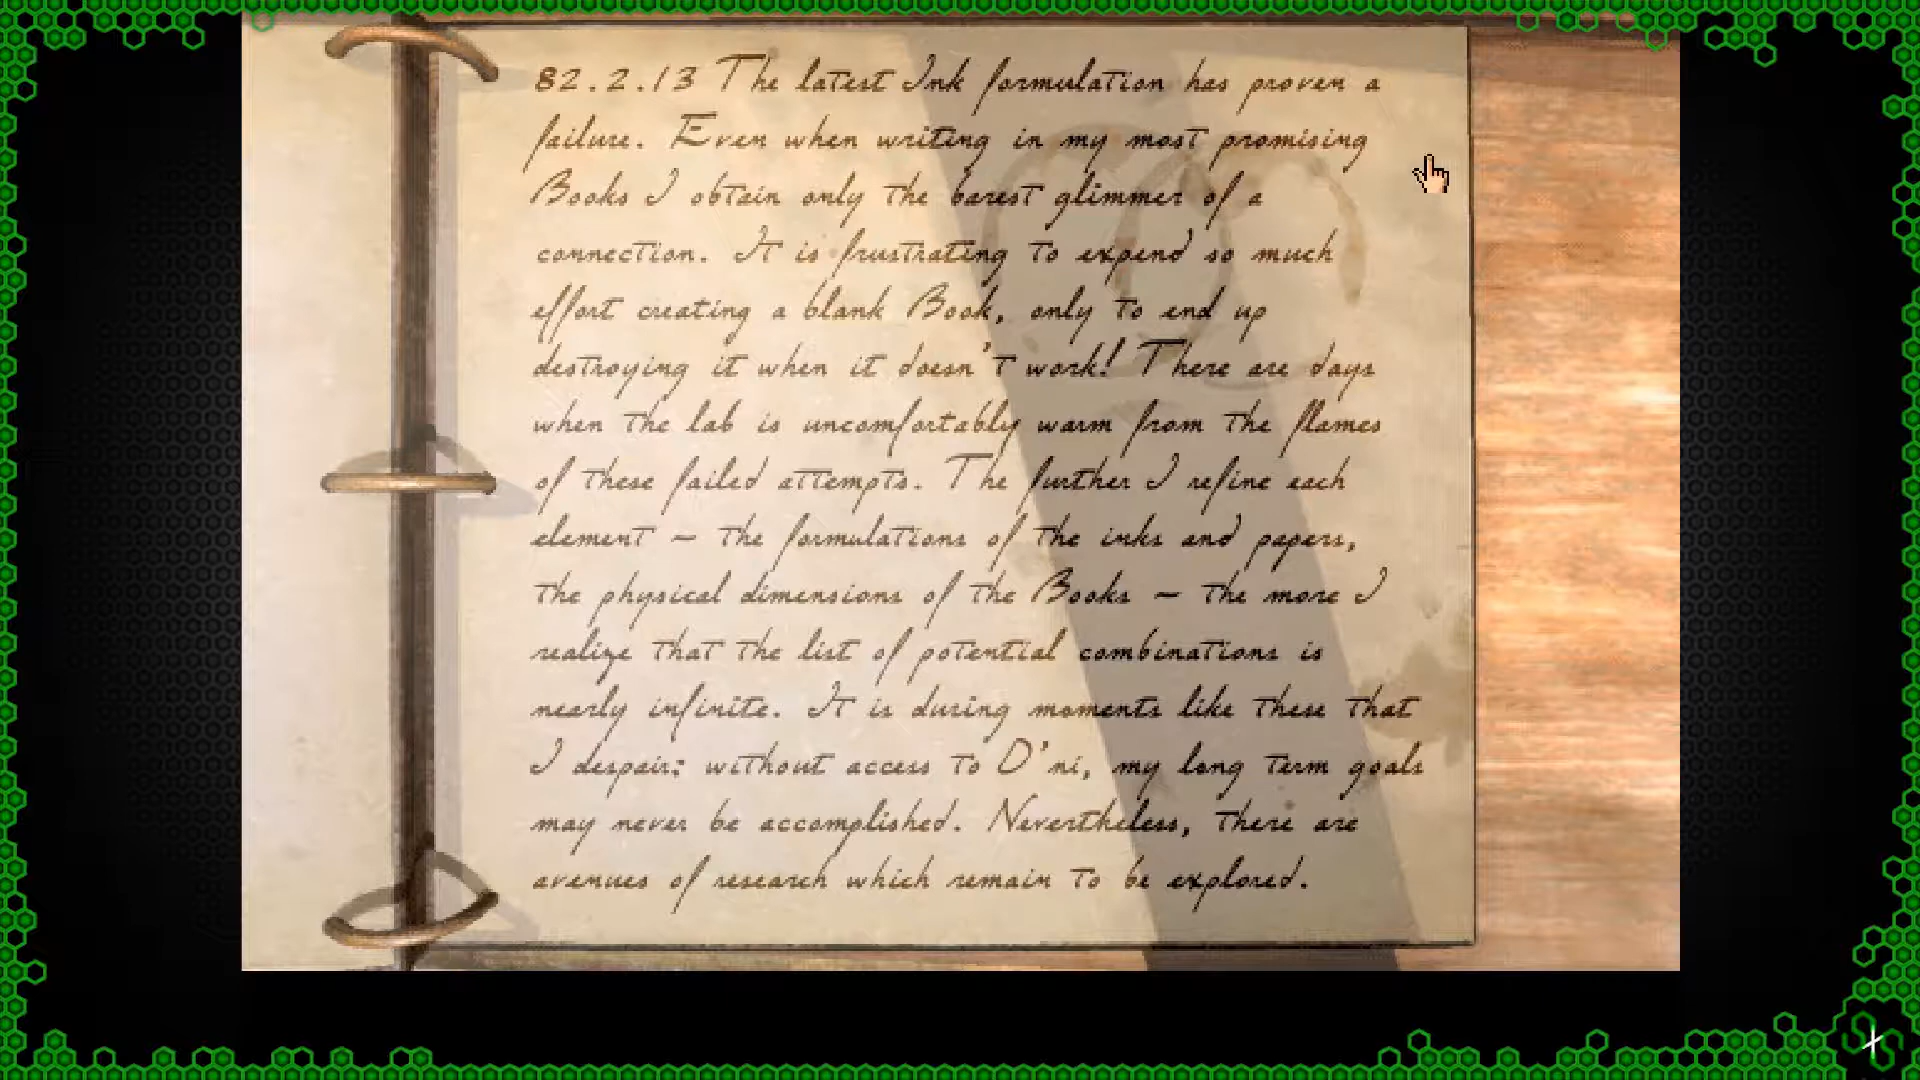 82.2.13 The latest Ink formulation has proven a
failure. Even when writing in my most promising
Books I obtain only the barest glimmer of a
connection. It is frustrating to expend so much
effort creating a blank Book, only to end up
destroying it when it doesn't work! There are days
when the lab is uncomfortably warm from the flames
of these failed attempts. The further I refine each
element - the formulations of the inks and papers,
the physical dimensions of the Books - the more I
realize that the list of potential combinations is
nearly infinite. It is during moments like these that
I despair: without access to D'ni, my long term goals
may never be accomplished. Nevertheless, there are
avenues of research which remain to be explored.